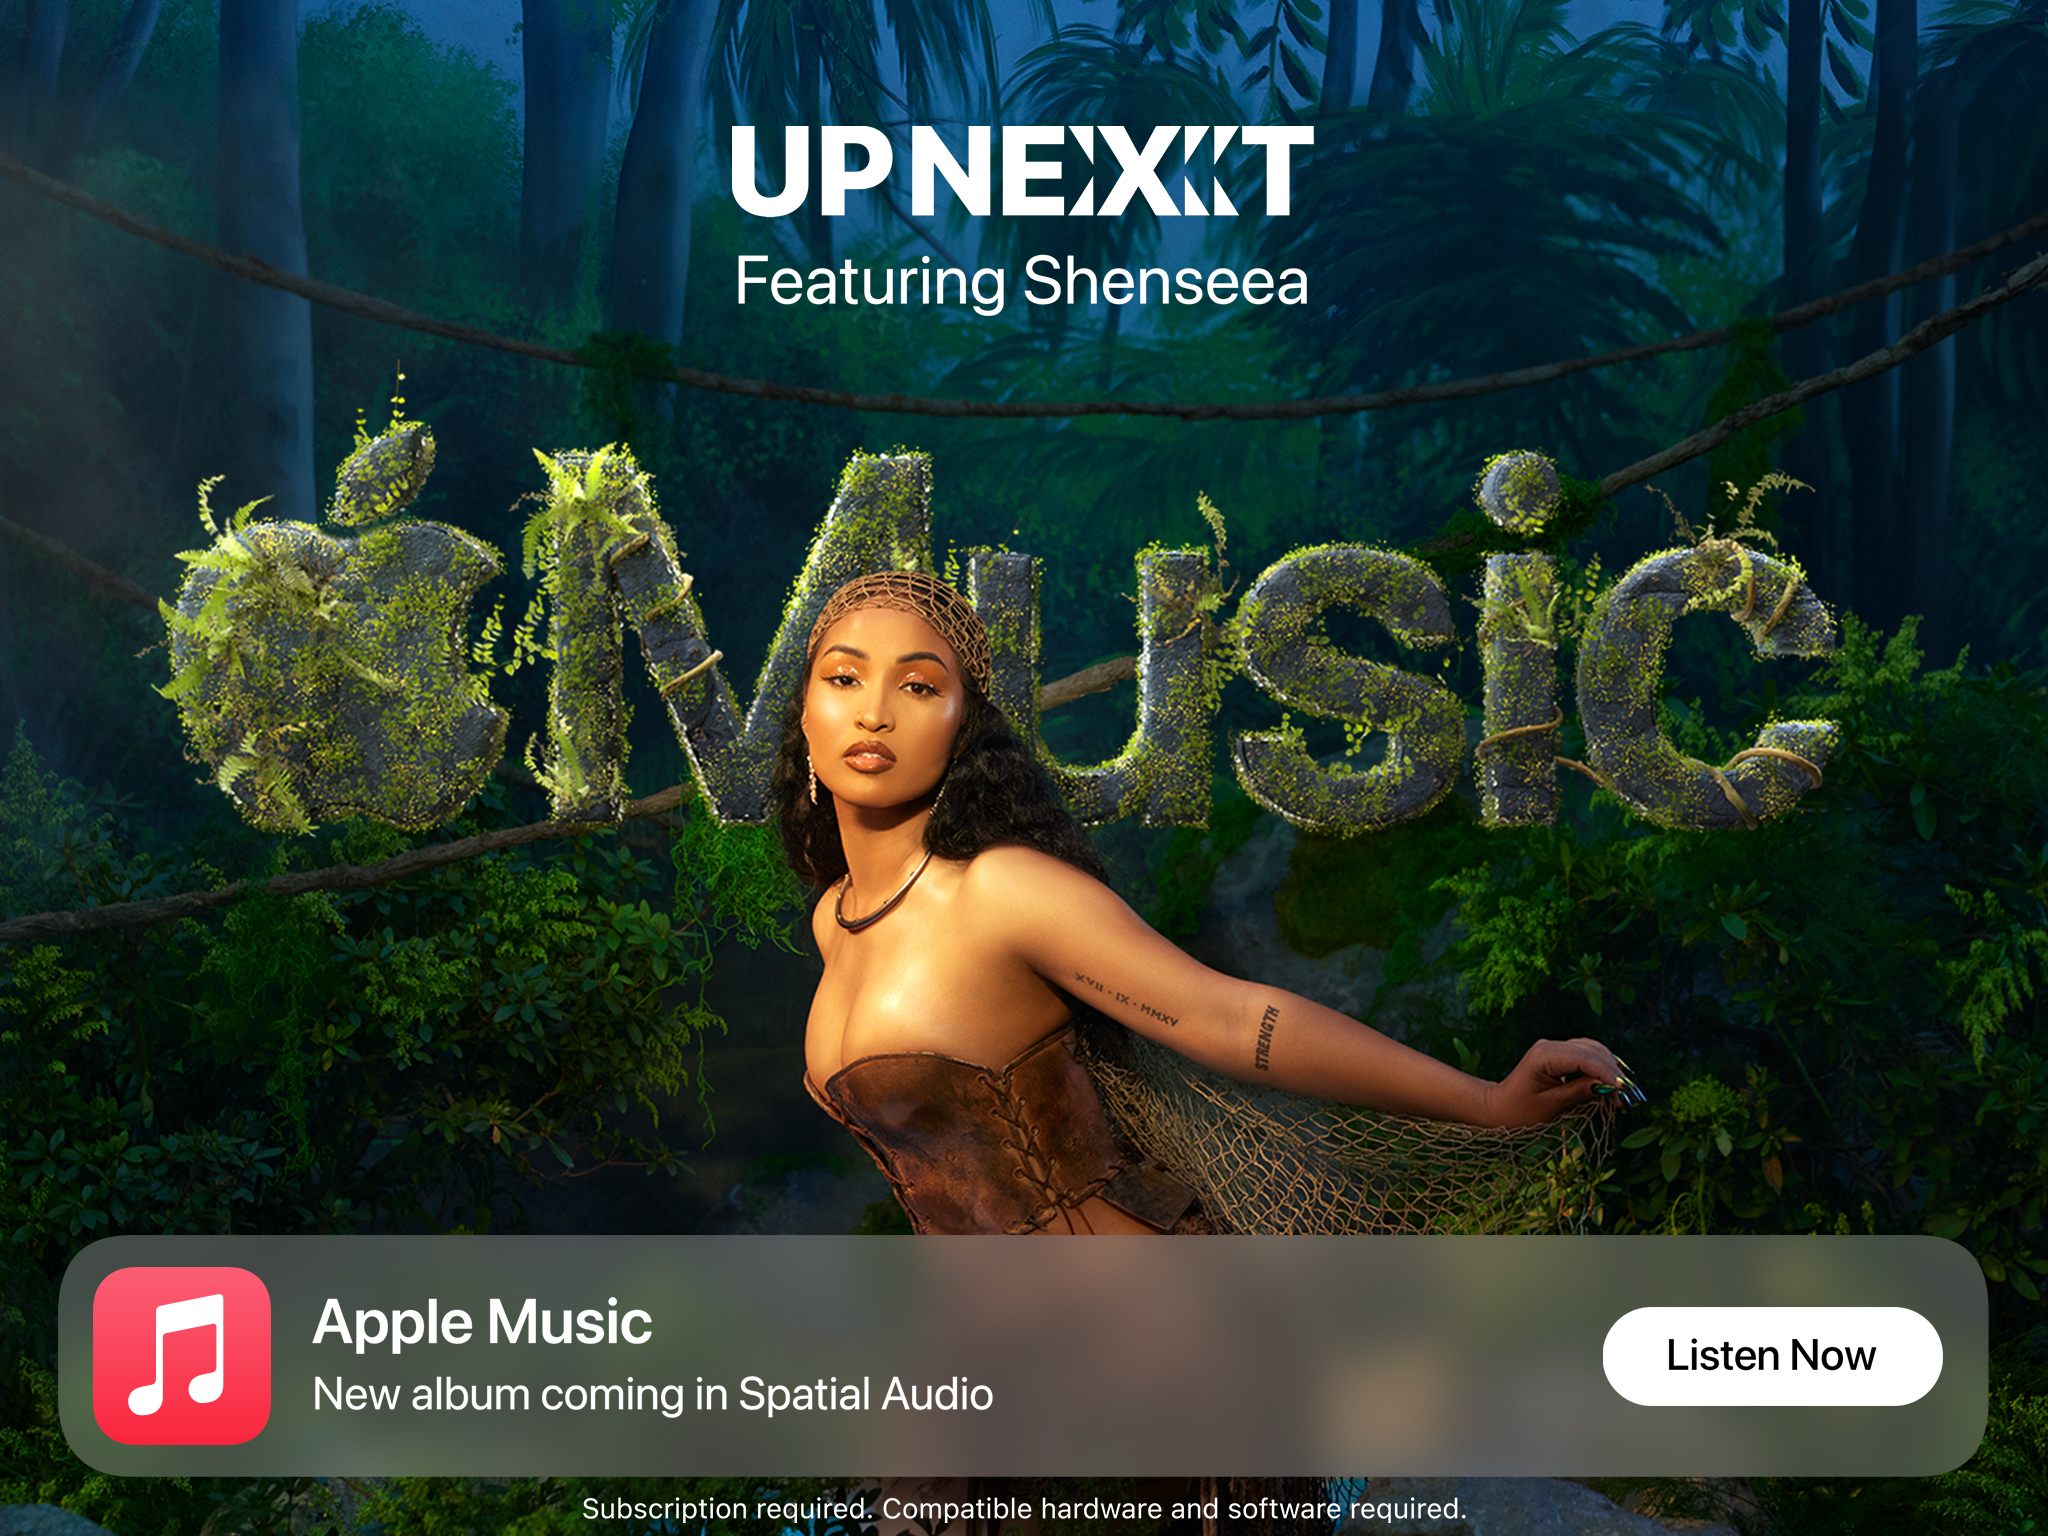 UP NEXT
Featuring Shenseea
Music
XVII · IX · MMXV
STRENGTH
Apple Music
New album coming in Spatial Audio
Listen Now
Subscription required. Compatible hardware and software required.